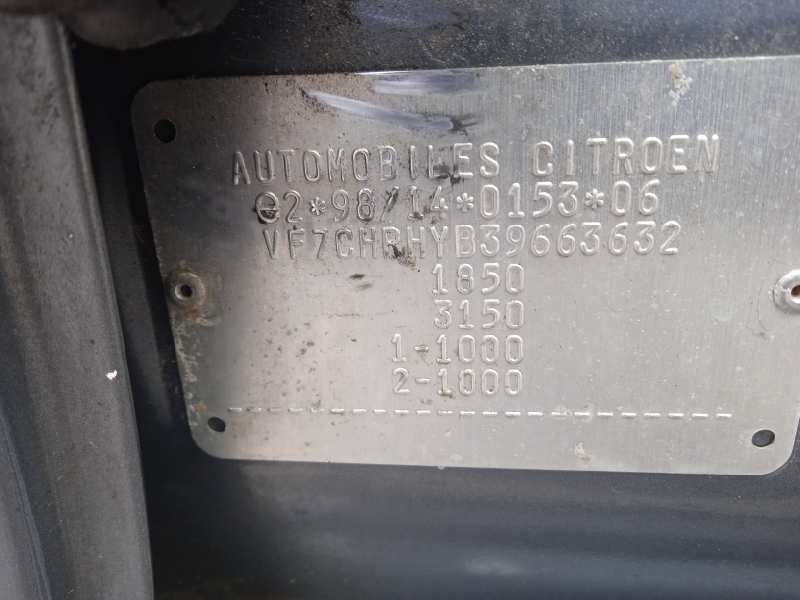 AUTOMOBILES CITROEN
e2*98/14*0153*06
VF7CHRHYB39663632
1850
3150
1-1000
2-1000